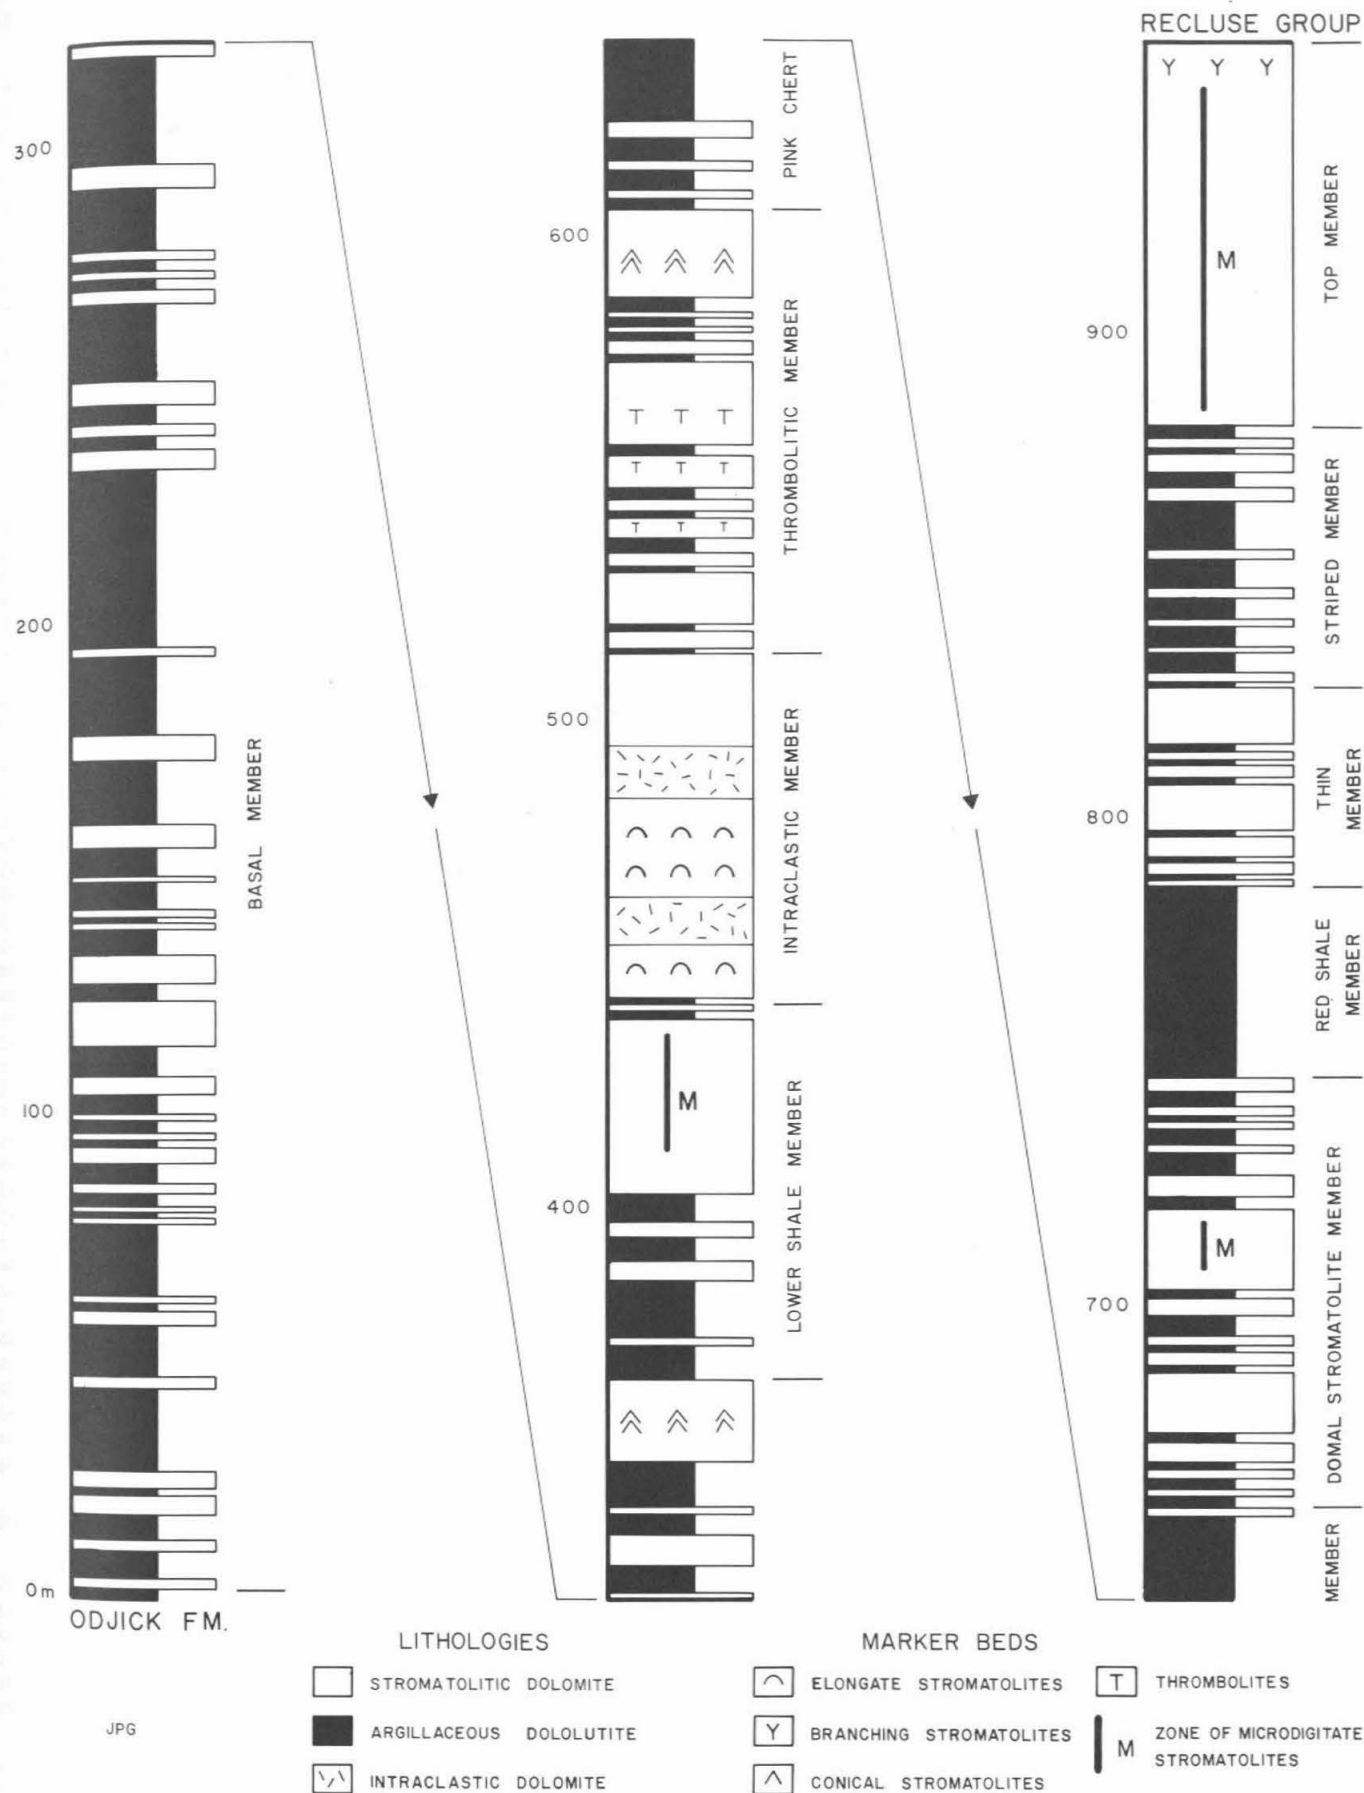 RECLUSE GROUP
300
200
100
0m
BASAL MEMBER
ODJICK FM.
600
500
400
PINK CHERT
THROMBOLITIC MEMBER
T T T
T T T
T T T
INTRACLASTIC MEMBER
M
LOWER SHALE MEMBER
Y Y Y
M
TOP MEMBER
900
STRIPED MEMBER
THIN
MEMBER
800
RED SHALE
MEMBER
M
DOMAL STROMATOLITE MEMBER
700
MEMBER
LITHOLOGIES
STROMATOLITIC DOLOMITE
ARGILLACEOUS DOLOLUTITE
INTRACLASTIC DOLOMITE
MARKER BEDS
ELONGATE STROMATOLITES
Y BRANCHING STROMATOLITES
CONICAL STROMATOLITES
T THROMBOLITES
M ZONE OF MICRODIGITATE
STROMATOLITES
JPG